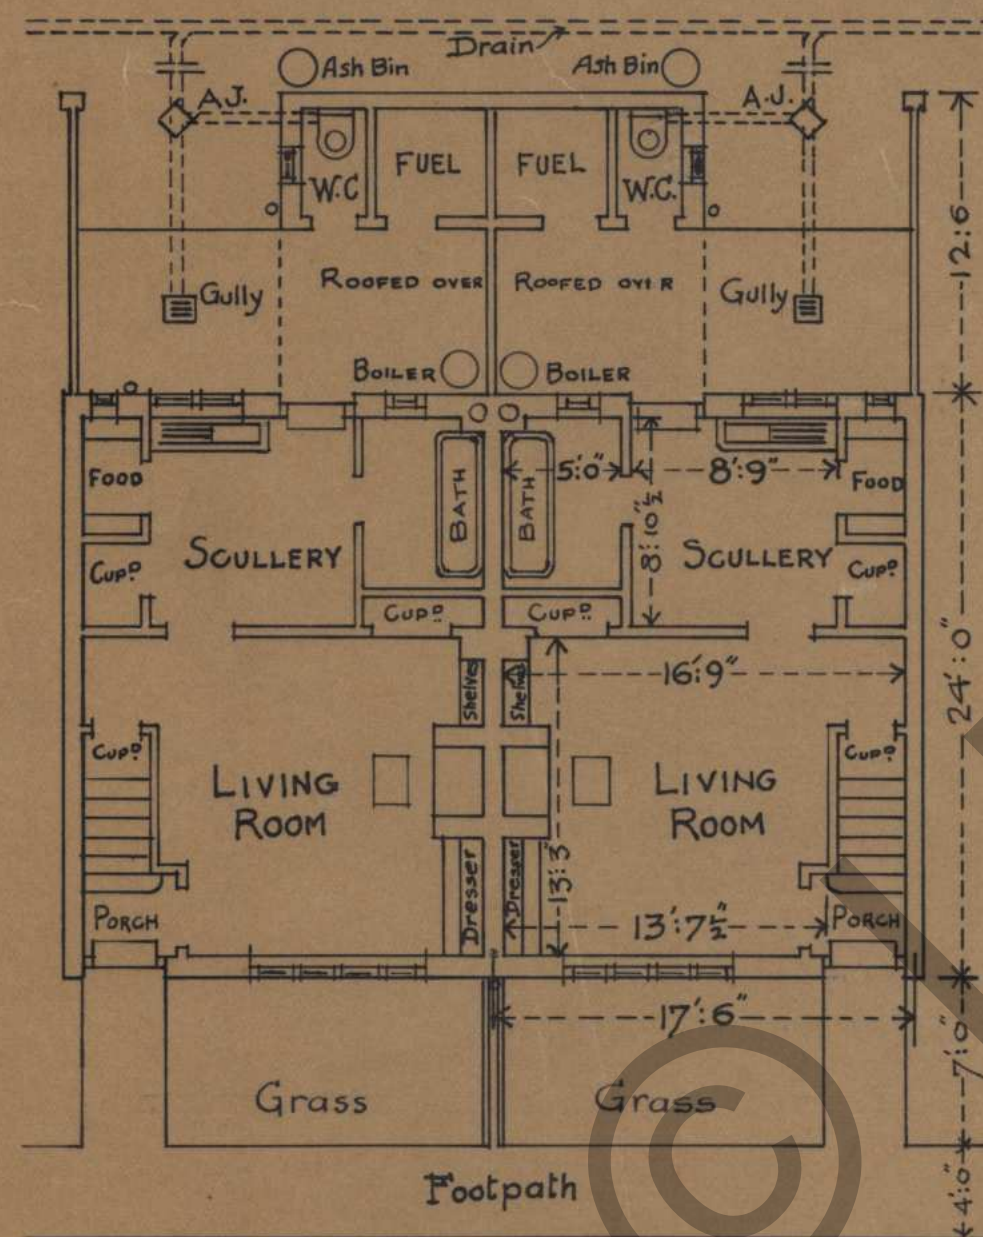 Drain
Ash Bin
Ash Bin
A.J.
A.J.
W.C
FUEL
FUEL
W.C.
12:6
Gully
ROOFED OVER
ROOFED OVER
Gully
BOILER
BOILER
FOOD
BATH
BATH
5':0"
8':9"
FOOD
CUPD
SCULLERY
8':10½"
SCULLERY
CUPD
CUPD
CUPD
Shelves
Shelves
16':9"
24':0"
CUPD
CUPD
LIVING
ROOM
LIVING
ROOM
Dresser
Dresser
13':3"
PORCH
13':7½"
PORCH
17':6"
7':0"
Grass
Grass
Footpath
4':0"
©